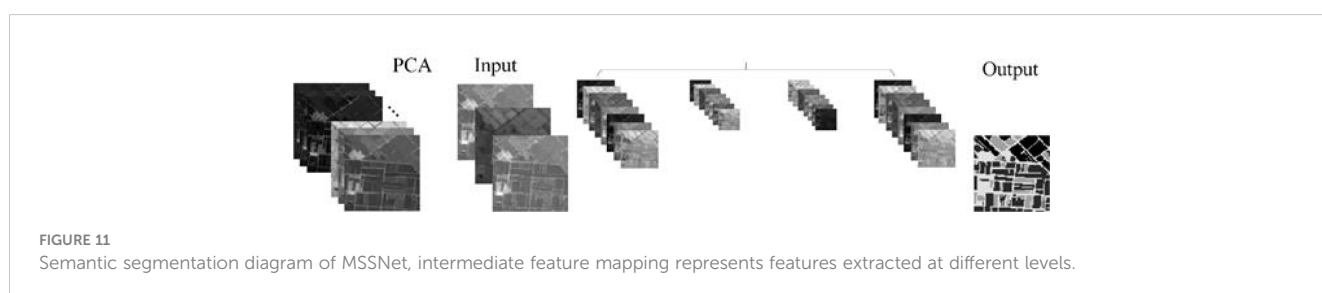 PCA Input Output
FIGURE 11
Semantic segmentation diagram of MSSNet, intermediate feature mapping represents features extracted at different levels.